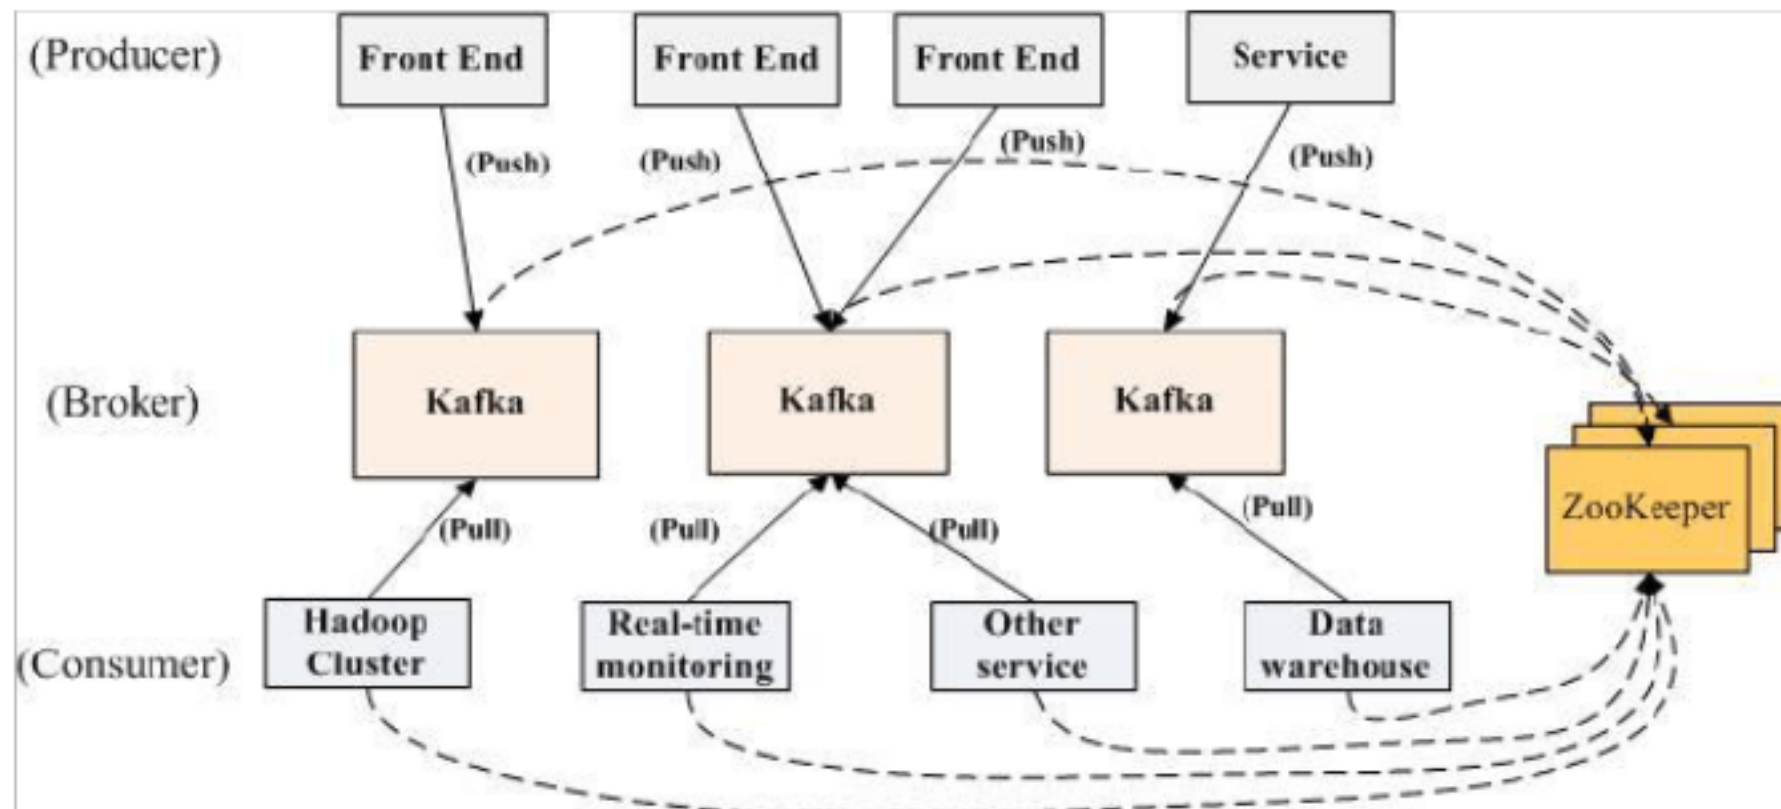 (Producer)
Front End
Front End
Front End
Service
(Push)
(Push)
(Push)
(Push)
(Broker)
Kafka
Kafka
Kafka
ZooKeeper
(Pull)
(Pull)
(Pull)
(Pull)
(Consumer)
Hadoop
Cluster
Real-time
monitoring
Other
service
Data
warehouse